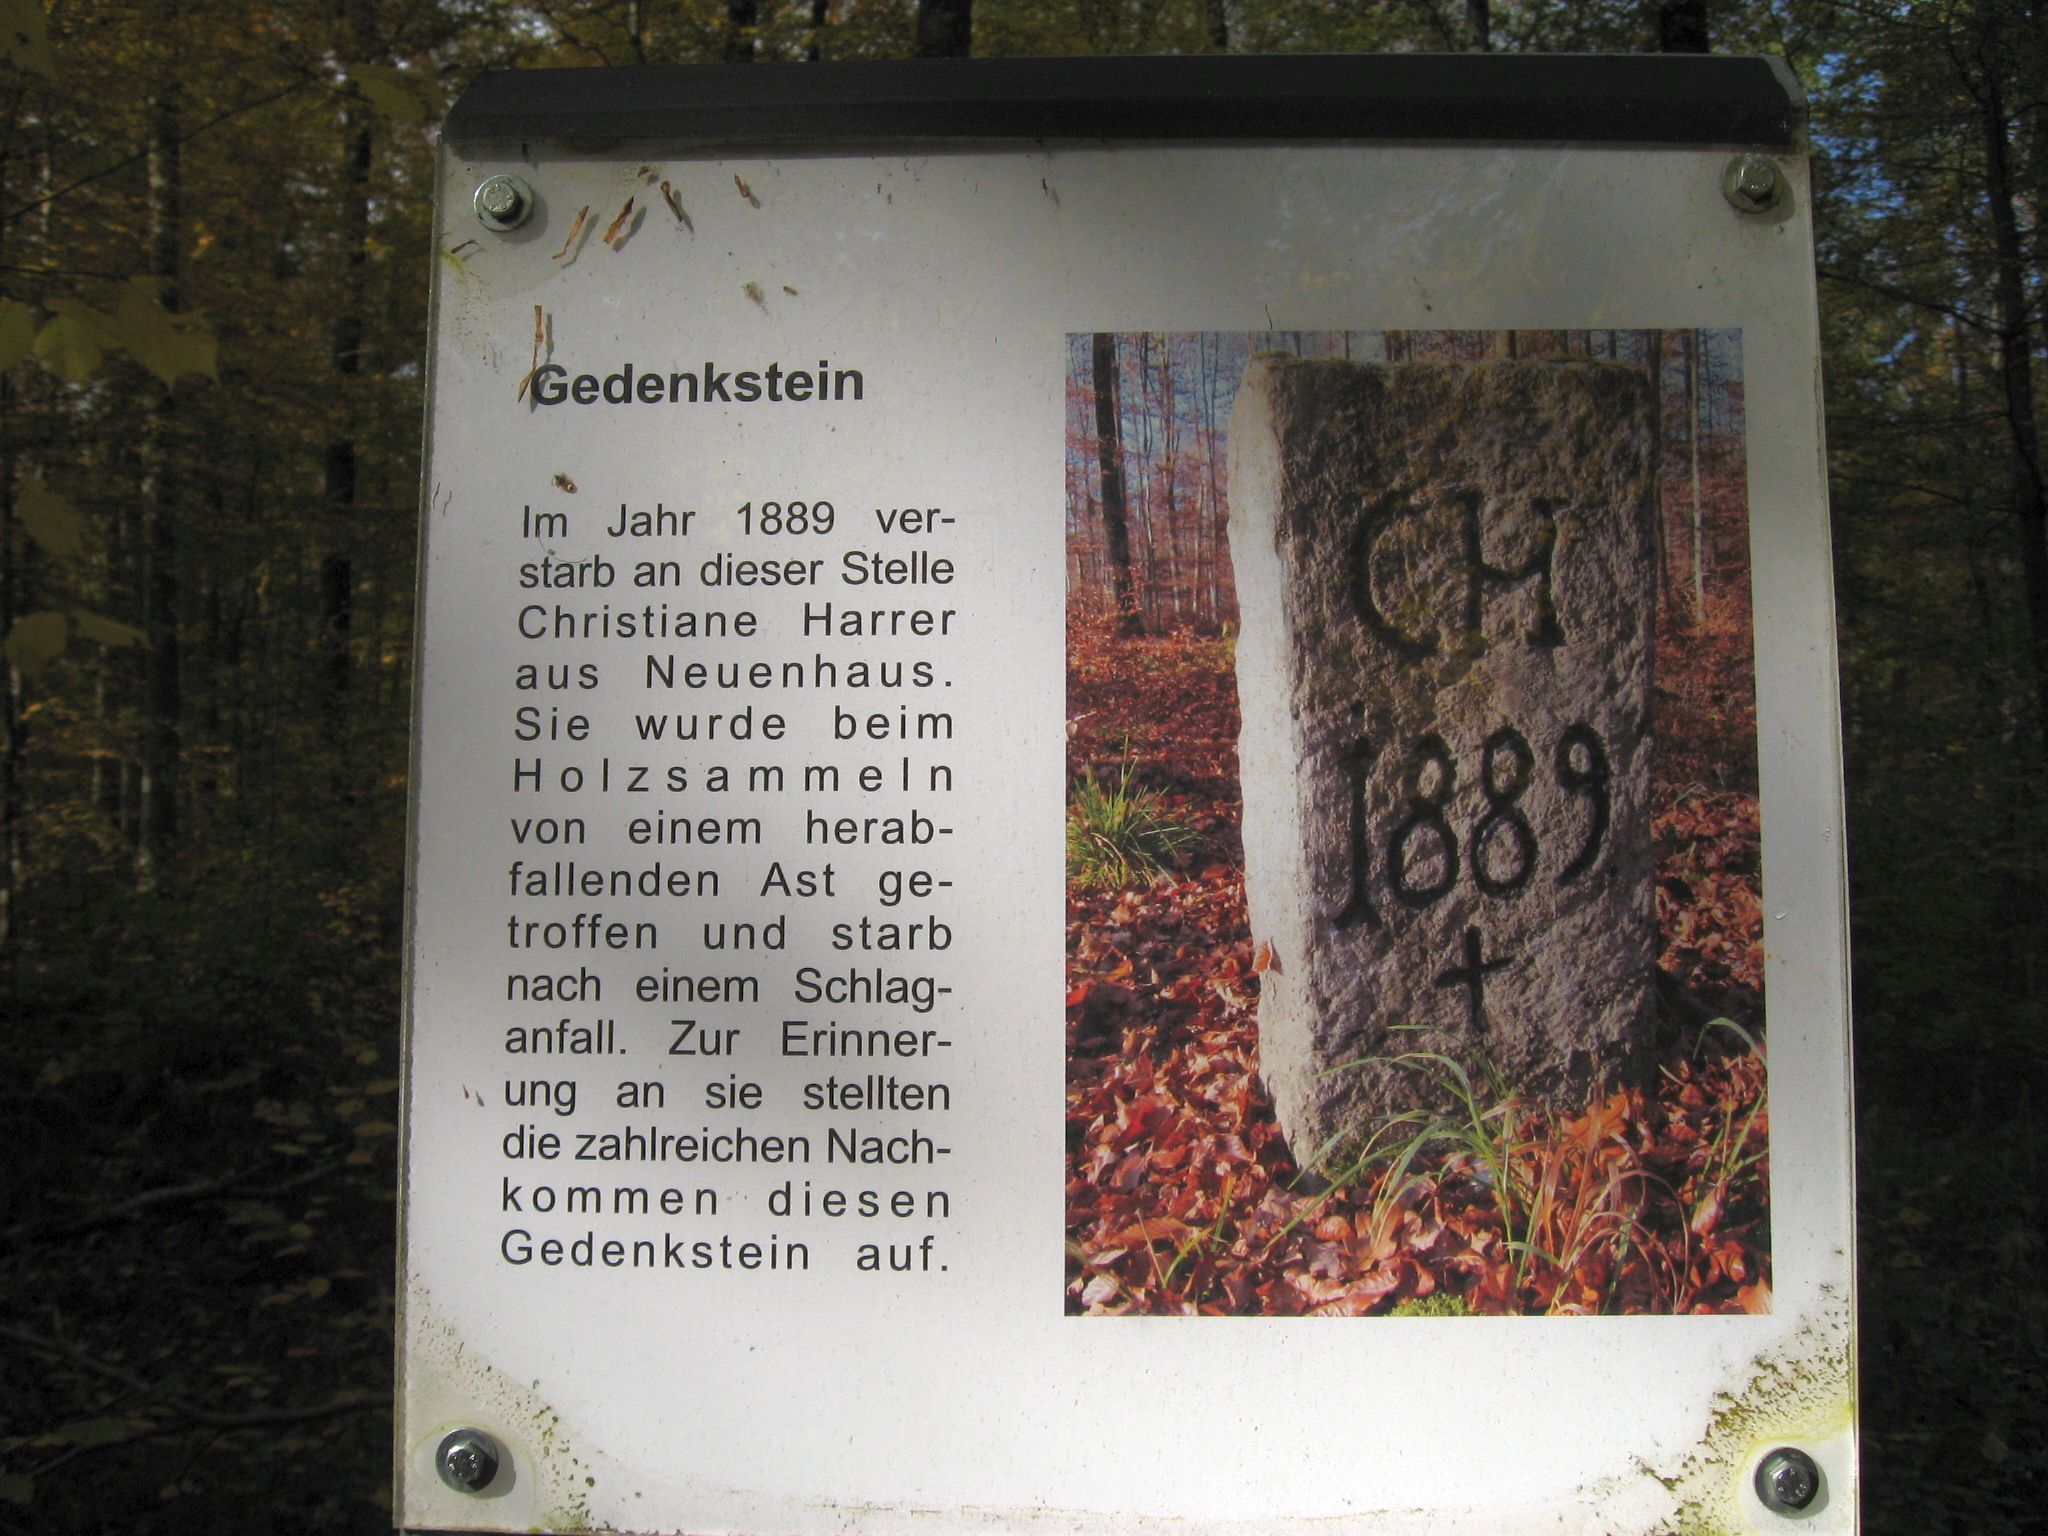 Gedenkstein
Im Jahr 1889 ver-
starb an dieser Stelle
Christiane Harrer
aus Neuenhaus.
Sie wurde beim
Holzsammeln
von einem herab-
fallenden Ast ge-
troffen und starb
nach einem Schlag-
anfall. Zur Erinner-
ung an sie stellten
die zahlreichen Nach-
kommen diesen
Gedenkstein auf.
CH
1889